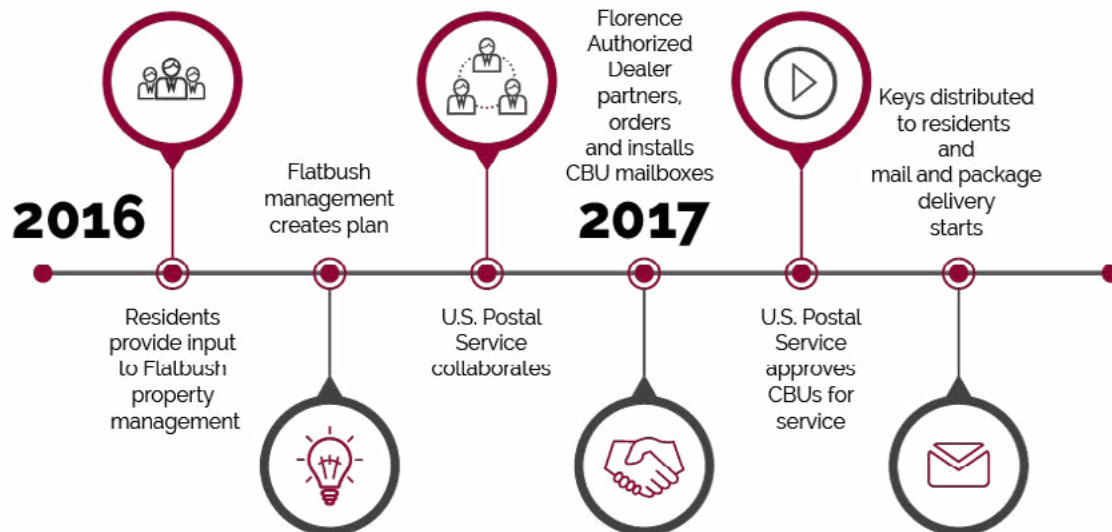 2016
Residents
provide input
to Flatbush
property
management
Flatbush
management
creates plan
U.S. Postal
Service
collaborates
Florence
Authorized
Dealer
partners,
orders
and installs
CBU mailboxes
2017
U.S. Postal
Service
approves
CBUs for
service
Keys distributed
to residents
and
mail and package
delivery
starts